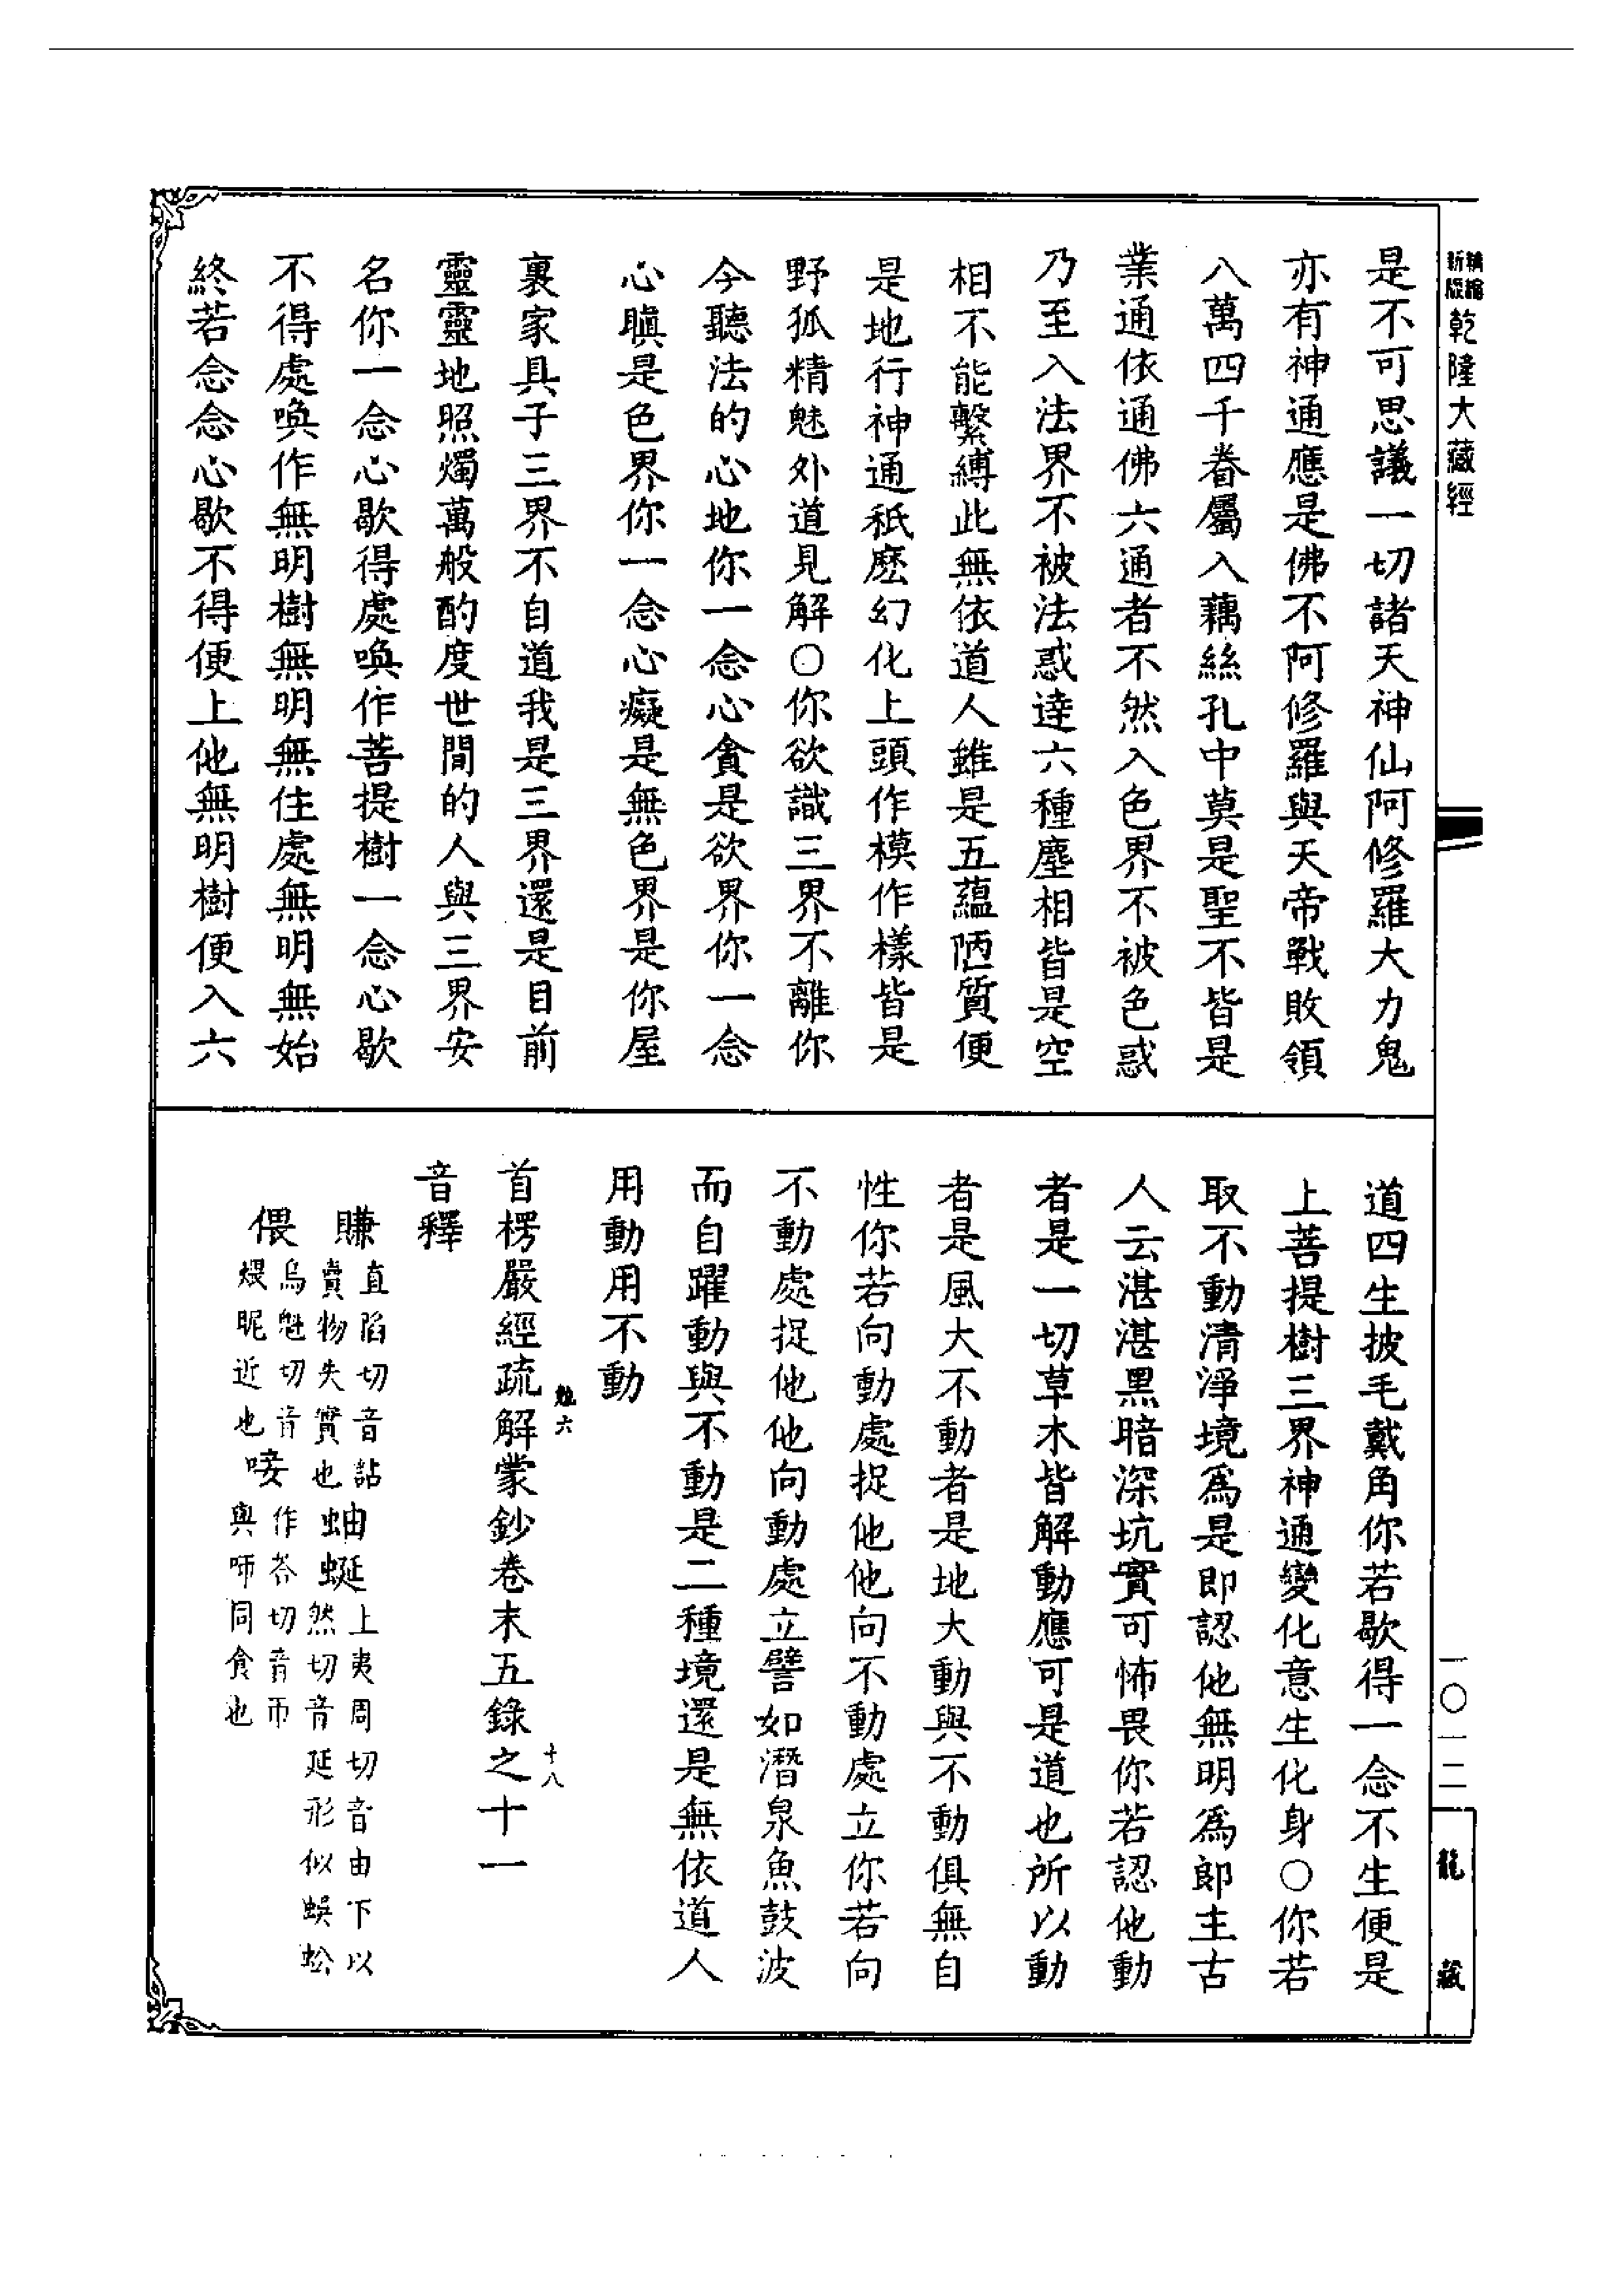 精縮新版乾隆大藏經
是不可思議一切諸天神仙阿修羅大力鬼
亦有神通應是佛不阿修羅與天帝戰敗領
八萬四千眷屬入藕絲孔中莫是聖不皆是
業通依通佛六通者不然入色界不被色惑
乃至入法界不被法惑達六種塵相皆是空
相不能繫縛此無依道人雖是五蘊陋質便
是地行神通秖麽幻化上頭作模作樣皆是
野狐精魅外道見解〇你欲識三界不離你
今聽法的心地你一念心貪是欲界你一念
心瞋是色界你一念心癡是無色界是你屋
裏家具子三界不自道我是三界還是目前
靈靈地照燭萬般酌度世間的人與三界安
名你一念心歇得處喚作菩提樹一念心歇
不得處喚作無明樹無明無住處無明無始
終若念念心歇不得便上他無明樹便入六
道四生披毛戴角你若歇得一念不生便是
上菩提樹三界神通變化意生化身〇你若
取不動清淨境爲是即認他無明爲郎主古
人云湛湛黑暗深坑實可怖畏你若認他動
者是一切草木皆解動應可是道也所以動
者是風大不動者是地大動與不動俱無自
性你若向動處捉他他向不動處立你若向
不動處捉他他向動處立譬如潛泉魚鼓波
而自躍動與不動是二種境還是無依道人
用動用不動
首楞嚴經疏解蒙鈔卷末五錄之十一
勉六
十八
音釋
賺直陷切音詀賣物失實也
蚰蜒上夷周切音由下以然切音延形似蜈蚣
偎烏魁切音煨昵近也
唼作荅切音帀與咂同食也
一〇一二
龍藏